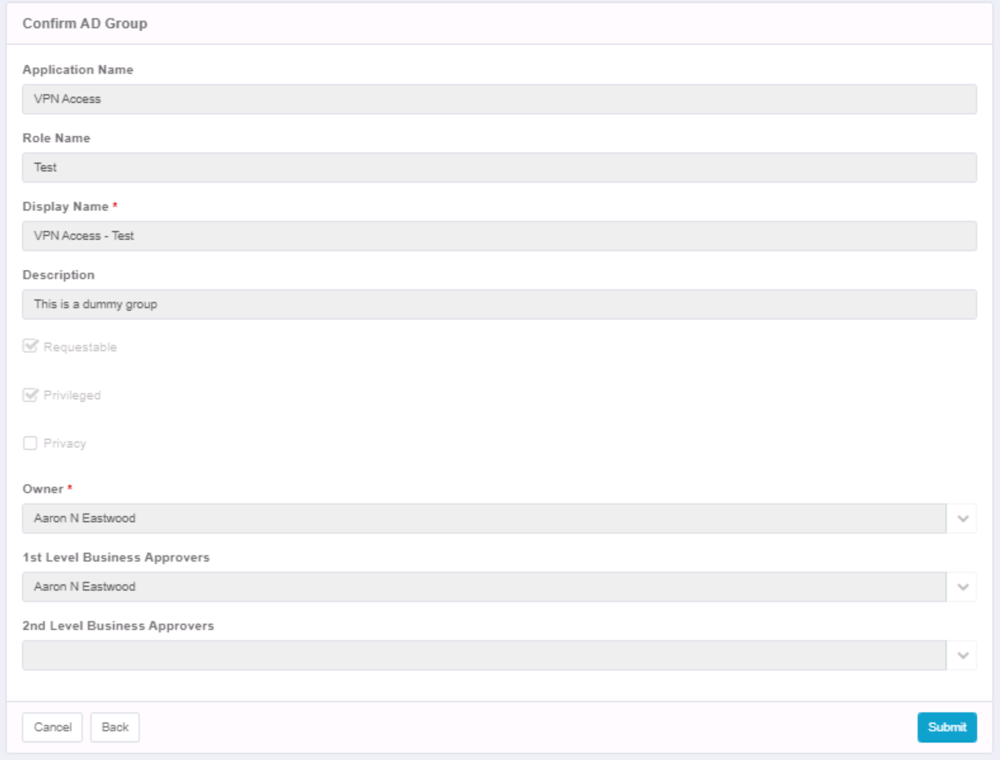 Confirm AD Group
Application Name
VPN Access
Role Name
Test
Display Name *
VPN Access - Test
Description
This is a dummy group
Requestable
Privileged
Privacy
Owner *
Aaron N Eastwood
1st Level Business Approvers
Aaron N Eastwood
2nd Level Business Approvers
Cancel Back Submit